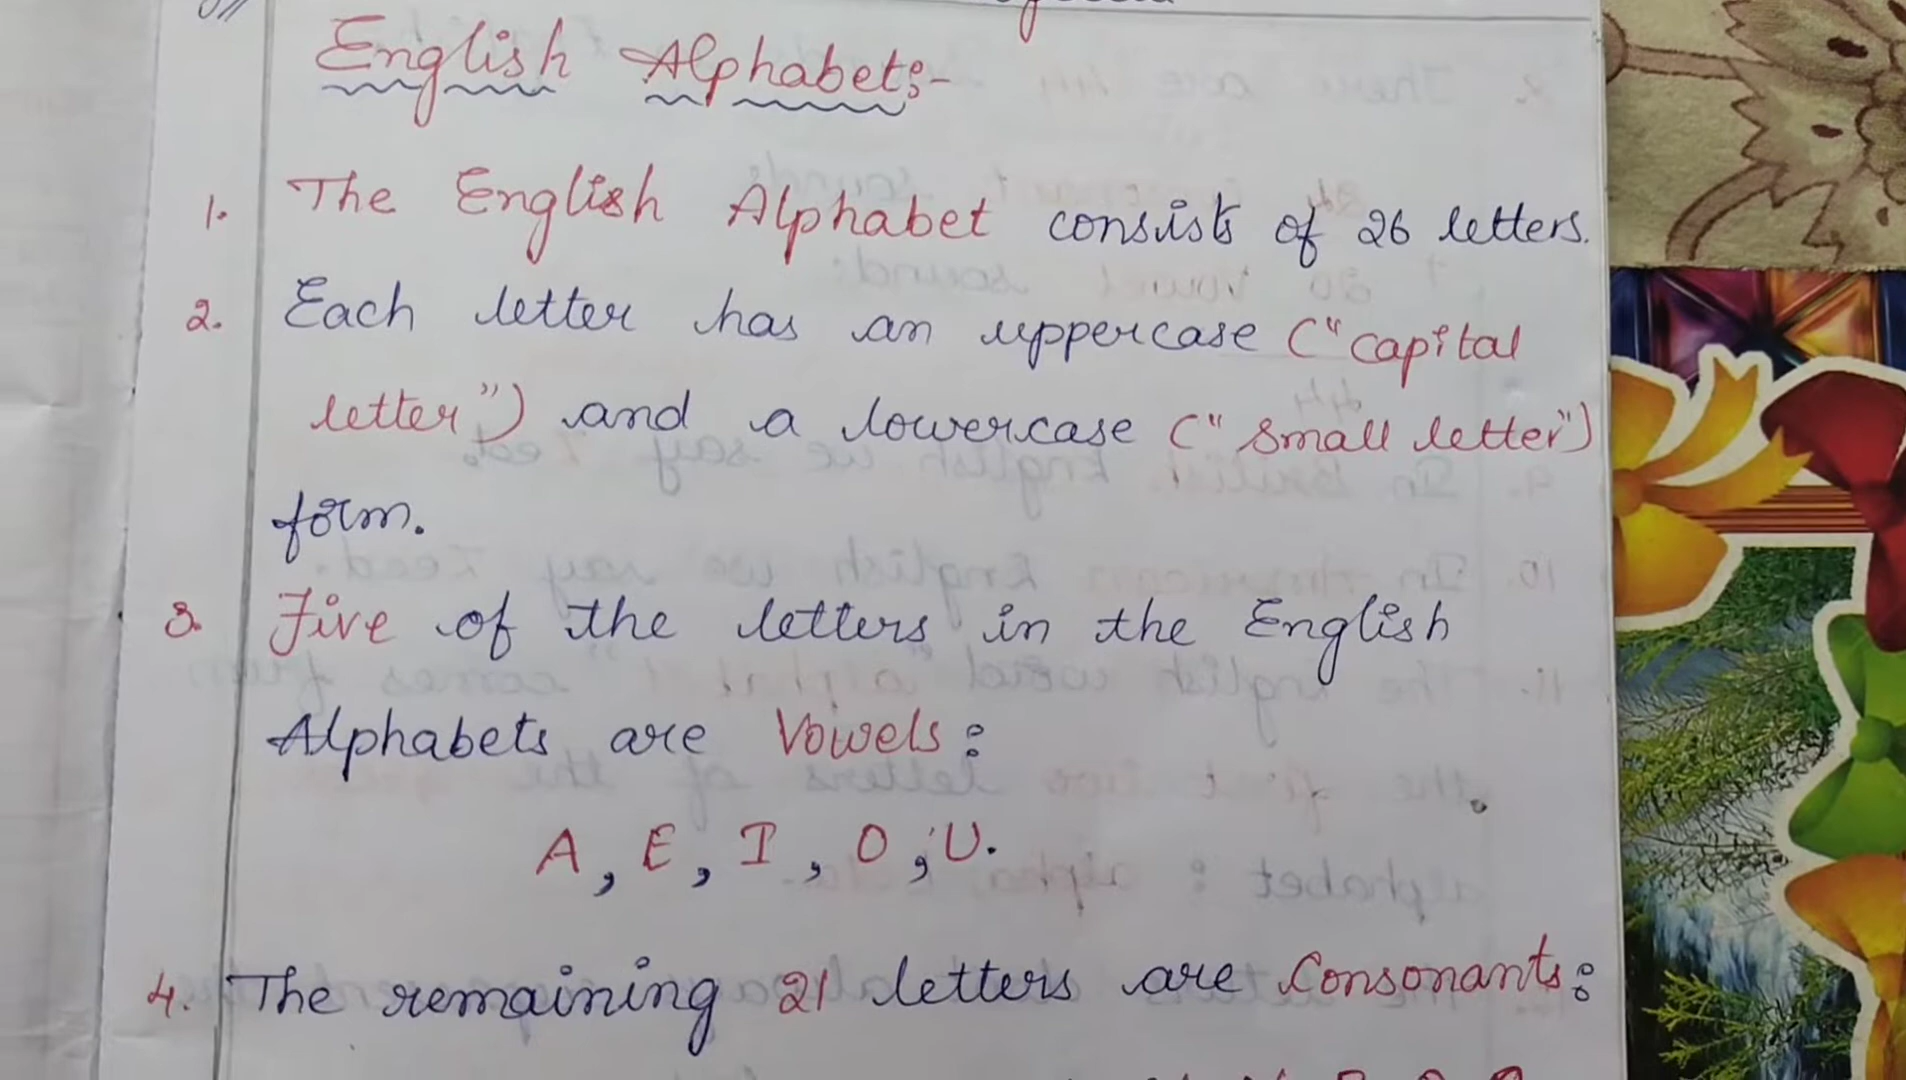 English Alphabet:-
1. The English Alphabet consists of 26 letters.
2. Each letter has an uppercase ("capital
letter") and a lowercase ("small letter")
form.
3. Five of the letters in the English
Alphabets are Vowels:
A, E, I, O, U.
4. The remaining 21 letters are Consonants: